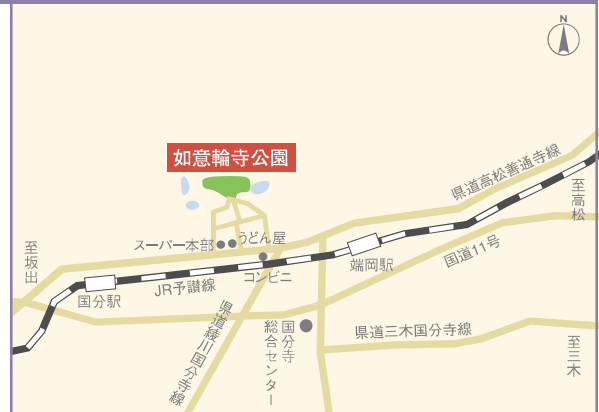 N
如意輪寺公園
県道高松善通寺線
至高松
うどん屋
スーパー本部
至坂出
端岡駅
国道11号
コンビニ
国分駅
JR予讃線
県道綾川国分寺線
国分寺
総合センター
県道三木国分寺線
至三木